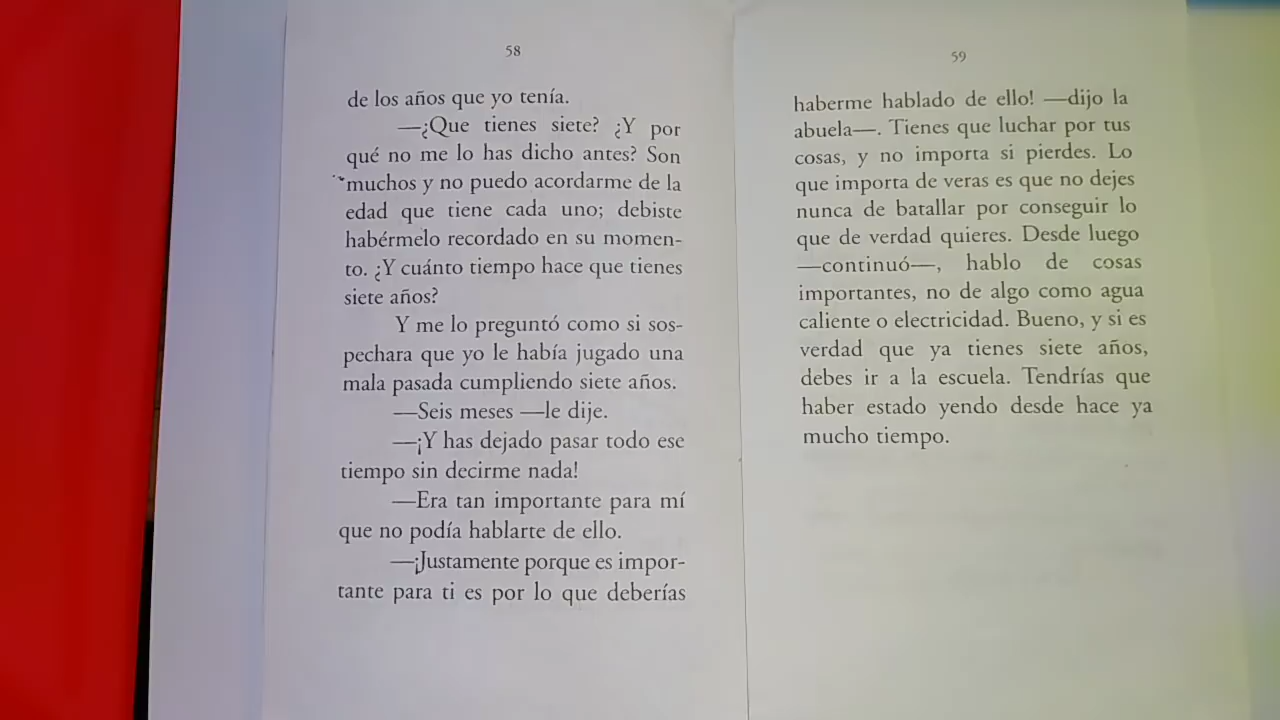 58
de los años que yo tenía.
—¿Que tienes siete? ¿Y por
qué no me lo has dicho antes? Son
muchos y no puedo acordarme de la
edad que tiene cada uno; debiste
habérmelo recordado en su momen-
to. ¿Y cuánto tiempo hace que tienes
siete años?
Y me lo preguntó como si sos-
pechara que yo le había jugado una
mala pasada cumpliendo siete años.
—Seis meses —le dije.
—¡Y has dejado pasar todo ese
tiempo sin decirme nada!
—Era tan importante para mí
que no podía hablarte de ello.
—¡Justamente porque es impor-
tante para ti es por lo que deberías
59
haberme hablado de ello! —dijo la
abuela—. Tienes que luchar por tus
cosas, y no importa si pierdes. Lo
que importa de veras es que no dejes
nunca de batallar por conseguir lo
que de verdad quieres. Desde luego
—continuó—, hablo de cosas
importantes, no de algo como agua
caliente o electricidad. Bueno, y si es
verdad que ya tienes siete años,
debes ir a la escuela. Tendrías que
haber estado yendo desde hace ya
mucho tiempo.